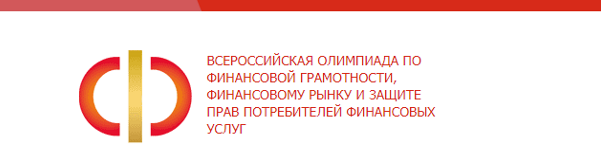 ВСЕРОССИЙСКАЯ ОЛИМПИАДА ПО
ФИНАНСОВОЙ ГРАМОТНОСТИ,
ФИНАНСОВОМУ РЫНКУ И ЗАЩИТЕ
ПРАВ ПОТРЕБИТЕЛЕЙ ФИНАНСОВЫХ
УСЛУГ